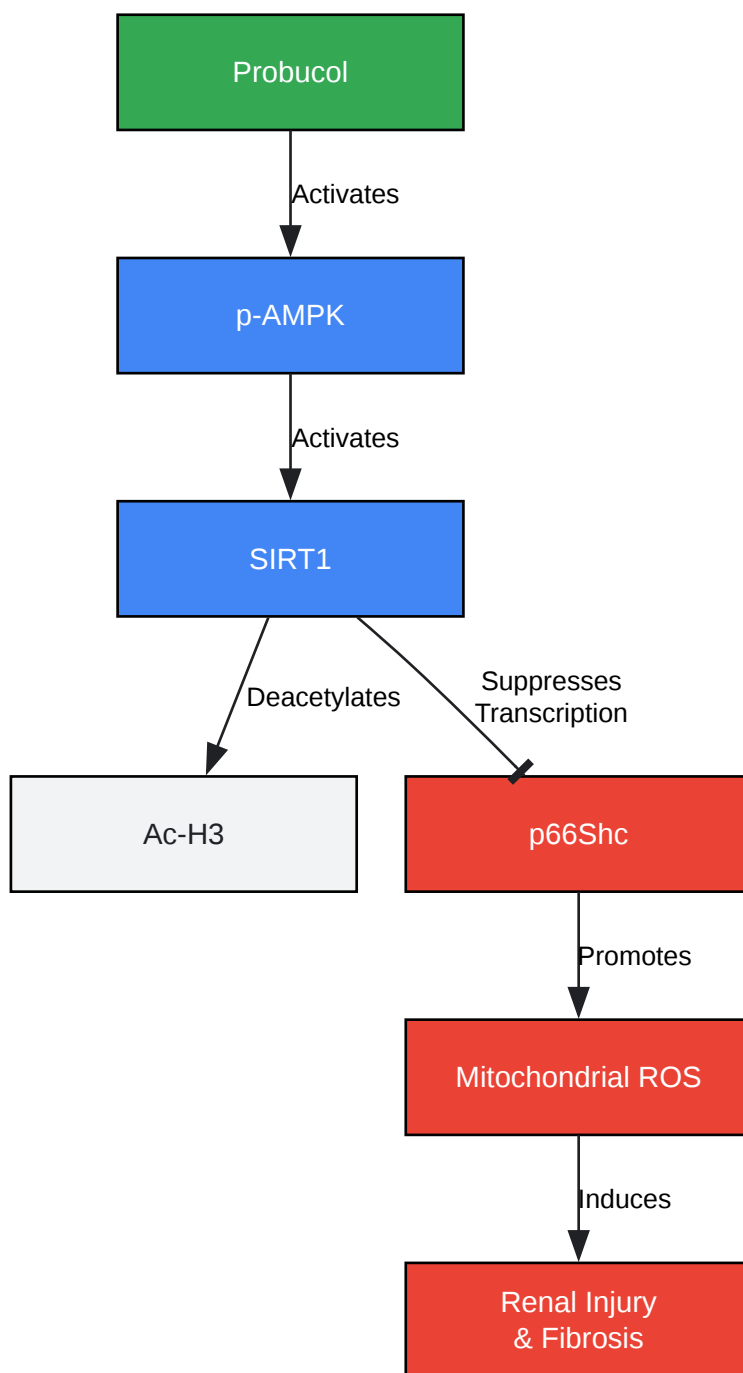 Probucol
Activates
p-AMPK
Activates
SIRT1
Deacetylates
Suppresses
Transcription
Ac-H3
p66Shc
Promotes
Mitochondrial ROS
Induces
Renal Injury
& Fibrosis